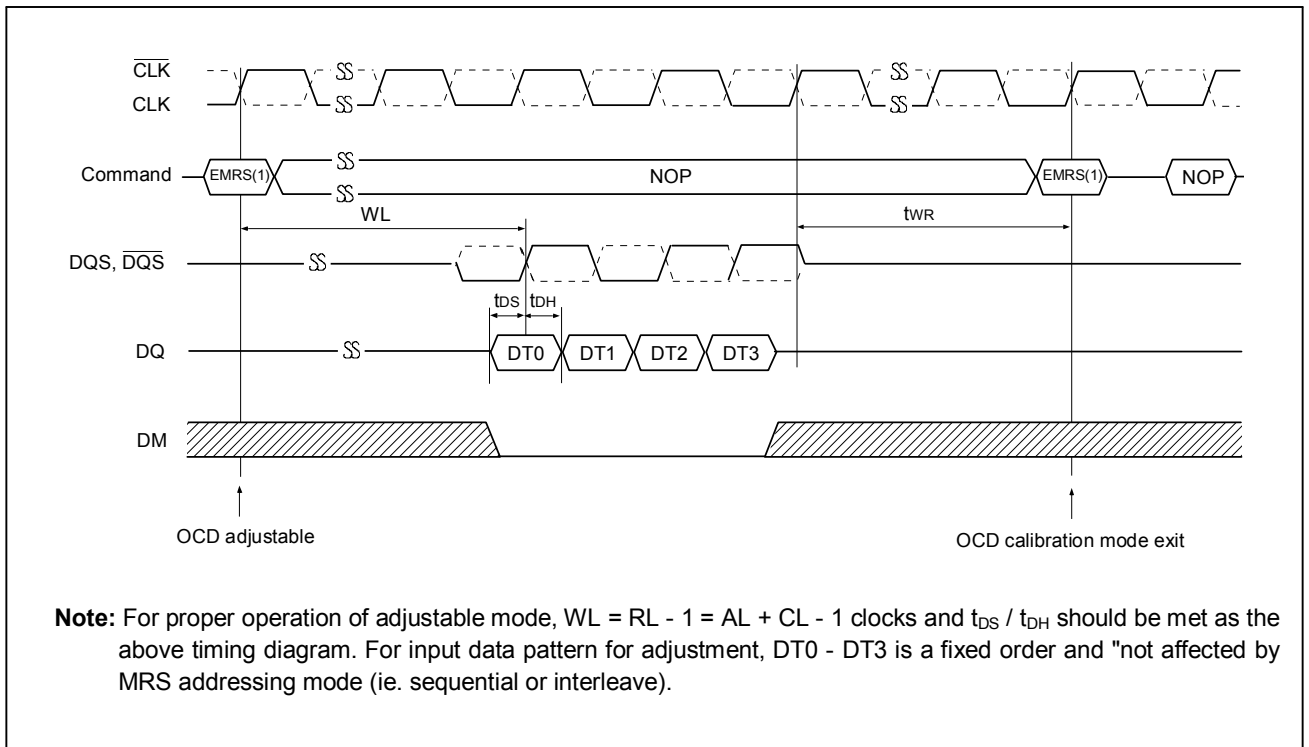 CLK
CLK
Command
EMRS(1)
NOP
EMRS(1)
NOP
WL
tWR
DQS, DQS
tDS
tDH
DQ
DT0
DT1
DT2
DT3
DM
OCD adjustable
OCD calibration mode exit
Note: For proper operation of adjustable mode, WL = RL - 1 = AL + CL - 1 clocks and tDS / tDH should be met as the
above timing diagram. For input data pattern for adjustment, DT0 - DT3 is a fixed order and "not affected by
MRS addressing mode (ie. sequential or interleave).